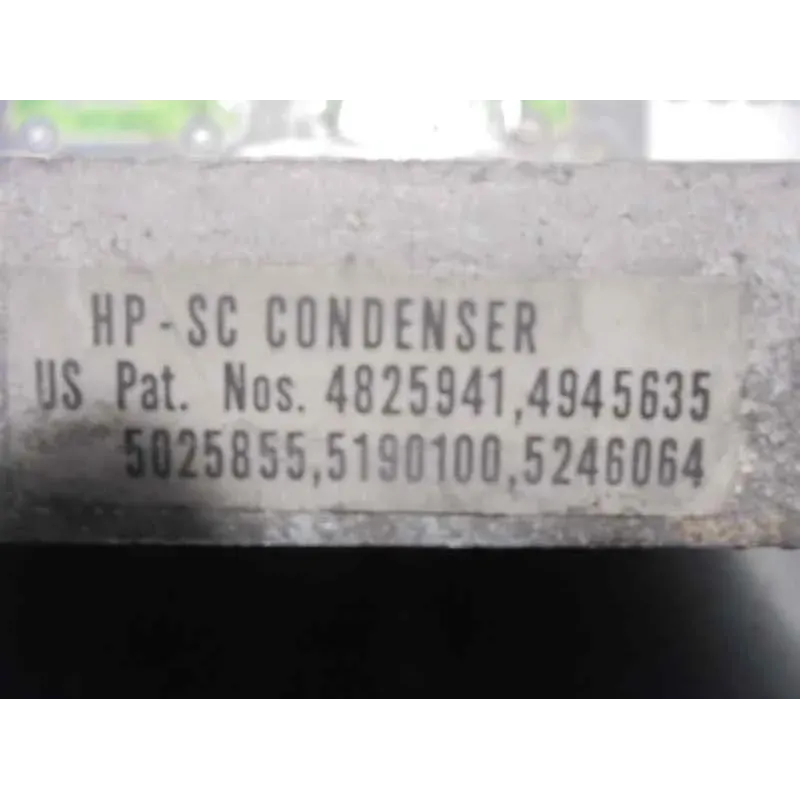 HP-SC CONDENSER
US Pat. Nos. 4825941,4945635
5025855,5190100,5246064